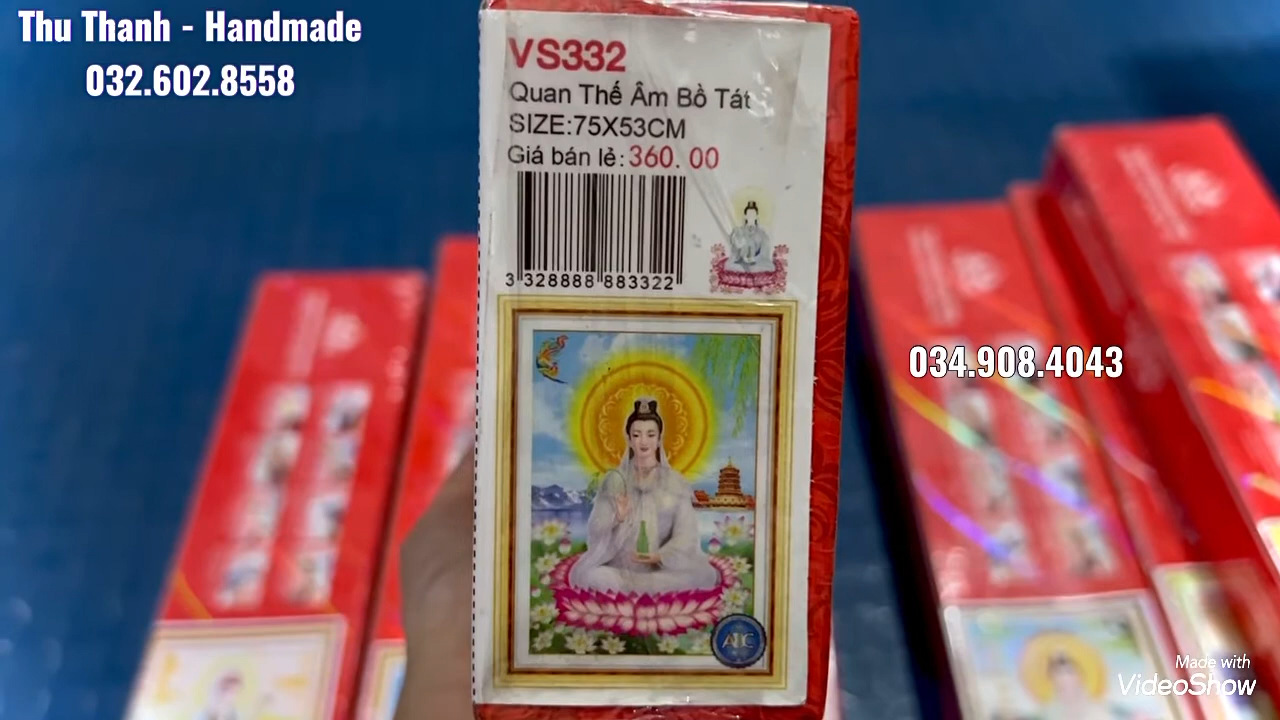 Thu Thanh - Handmade
032.602.8558
VS332
Quan Thế Âm Bồ Tát
SIZE:75X53CM
Giá bán lẻ: 360. 00
3 328888 883322
034.908.4043
AIC
Made with
VideoShow